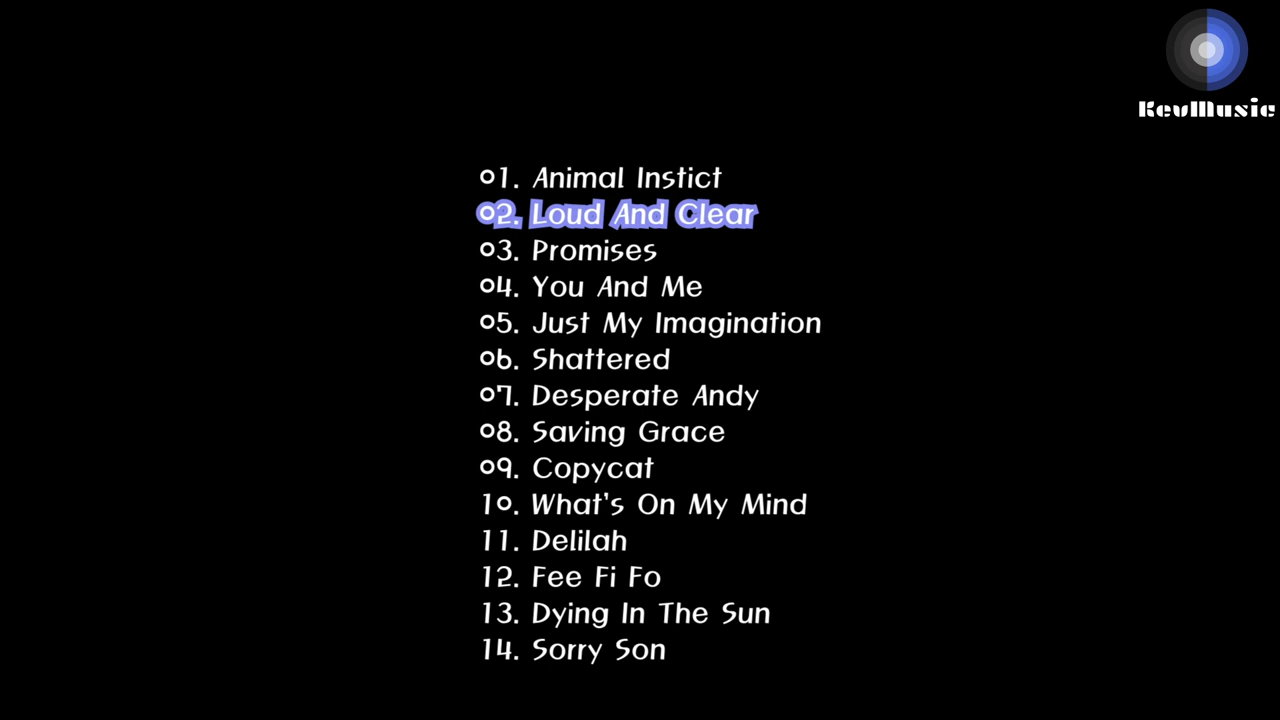 KevMusic
01. Animal Instict
02. Loud And Clear
03. Promises
04. You And Me
05. Just My Imagination
06. Shattered
07. Desperate Andy
08. Saving Grace
09. Copycat
10. What's On My Mind
11. Delilah
12. Fee Fi Fo
13. Dying In The Sun
14. Sorry Son